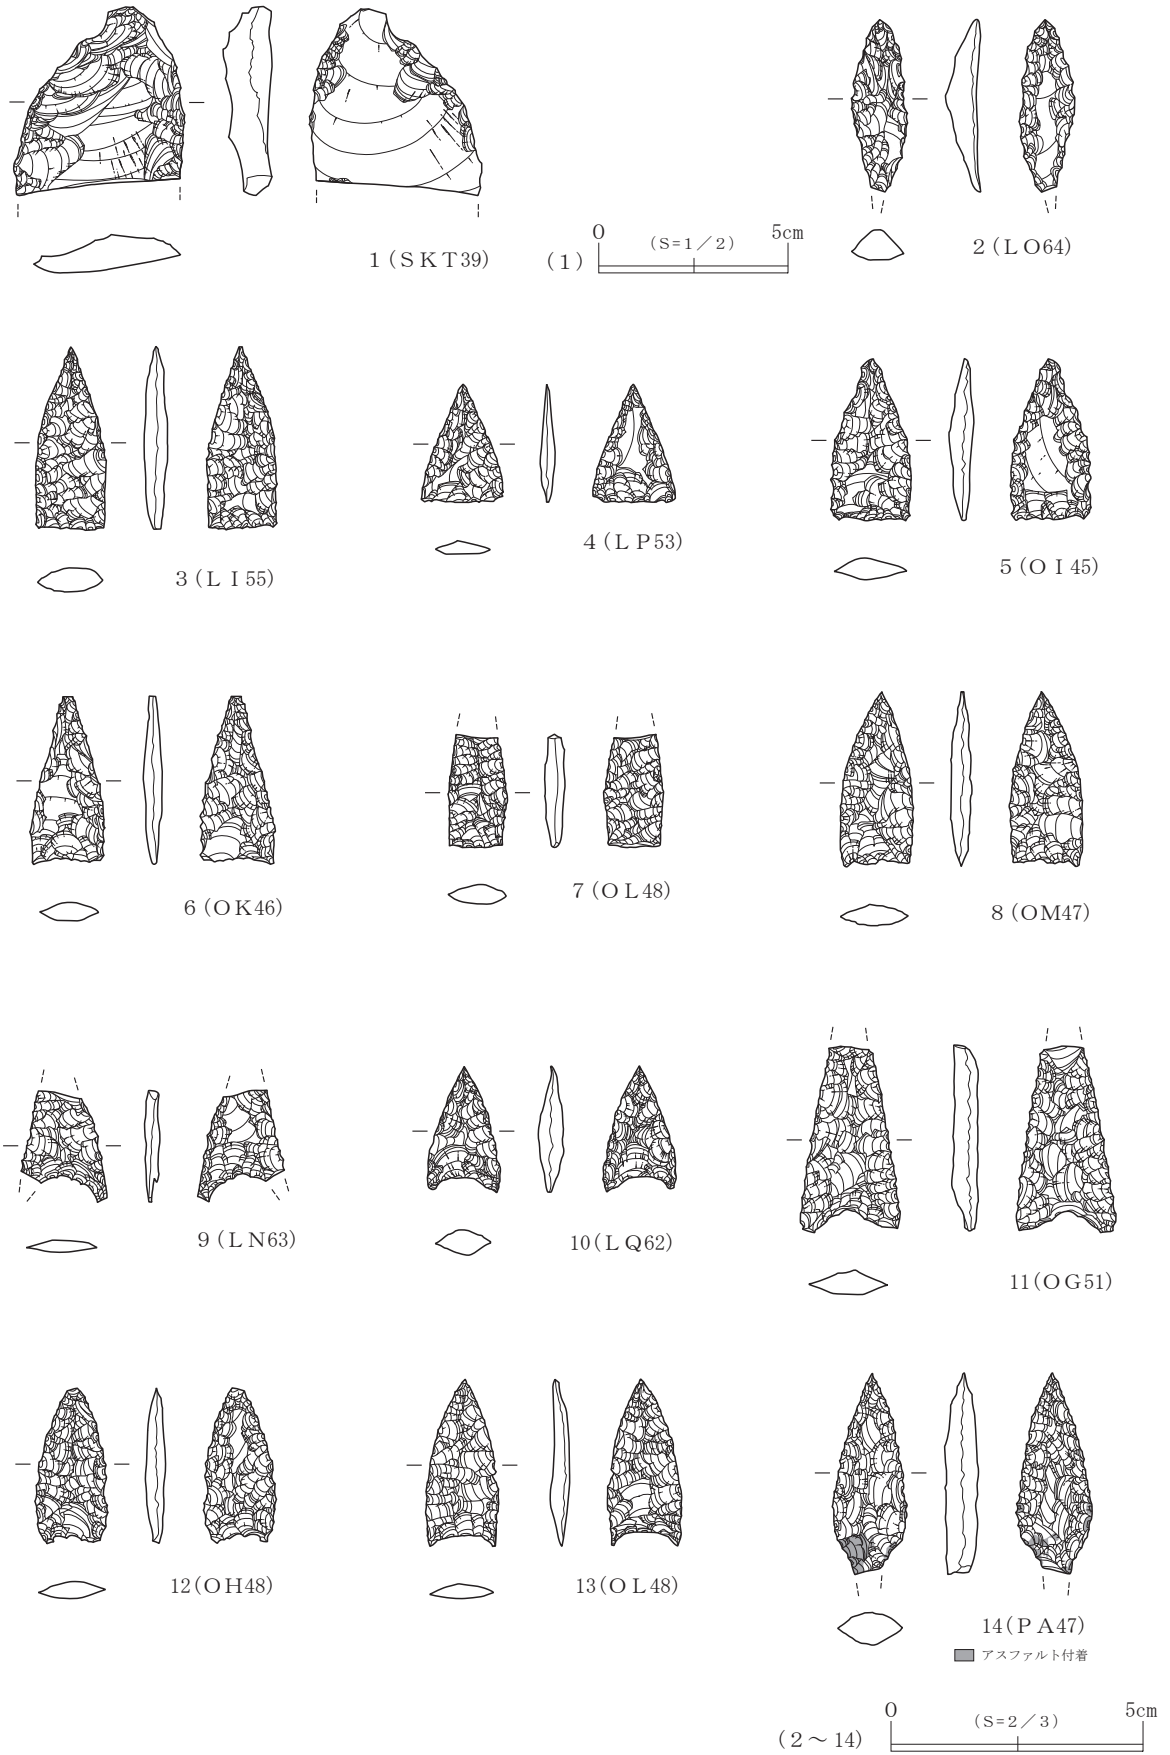 1(SKT39)
(1)
0 (S=1/2) 5cm
2(LO64)
3(LI55)
4(LP53)
5(OI45)
6(OK46)
7(OL48)
8(OM47)
9(LN63)
10(LQ62)
11(OG51)
12(OH48)
13(OL48)
14(PA47)
アスファルト付着
(2～14)
0 (S=2/3) 5cm